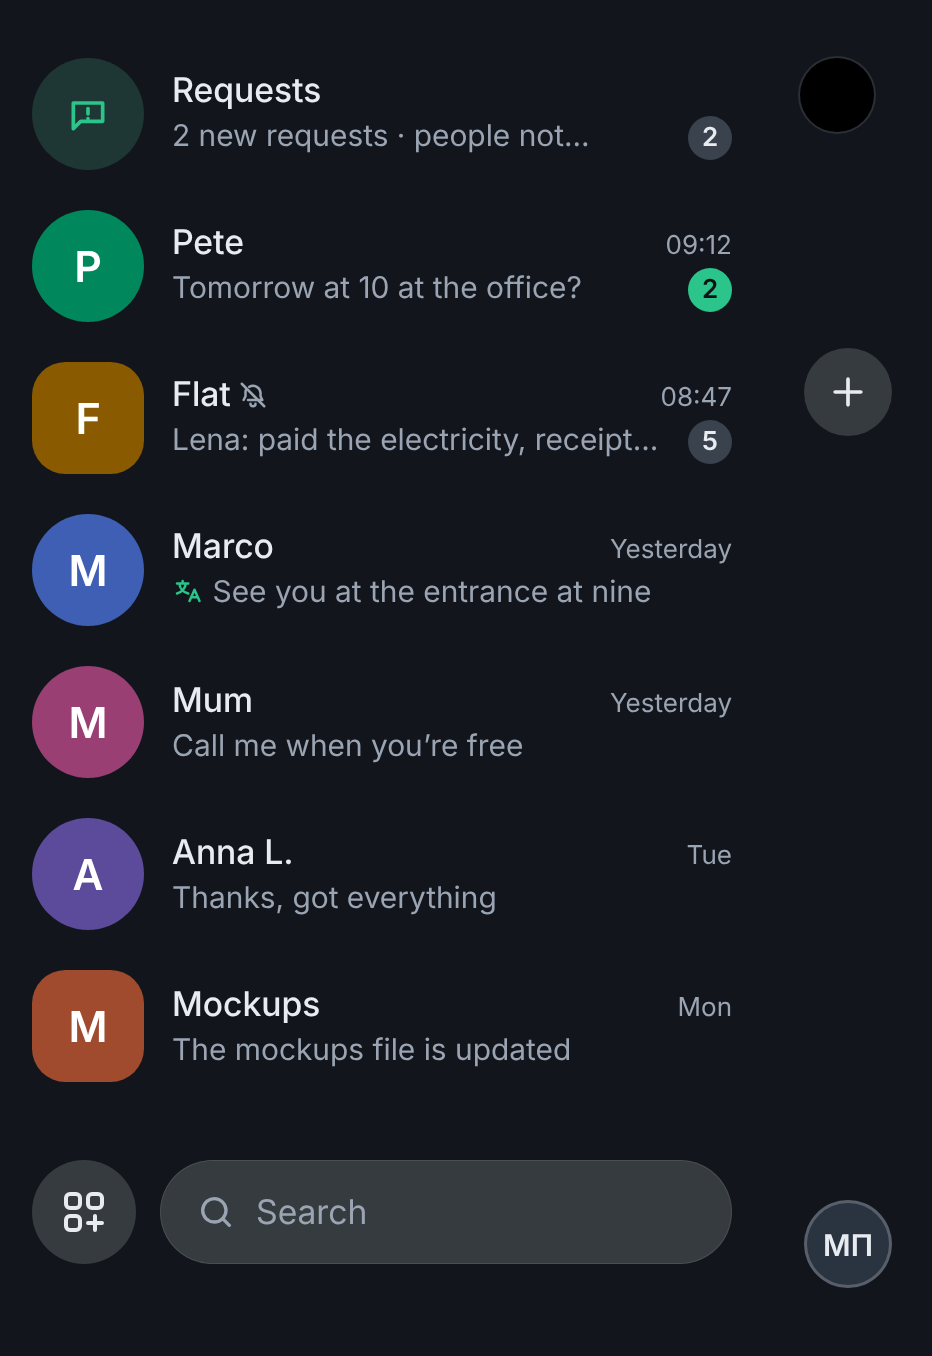 Requests
2 new requests · people not...
2
P
Pete
09:12
Tomorrow at 10 at the office?
2
F
Flat
08:47
Lena: paid the electricity, receipt...
5
M
Marco
Yesterday
See you at the entrance at nine
M
Mum
Yesterday
Call me when you’re free
A
Anna L.
Tue
Thanks, got everything
M
Mockups
Mon
The mockups file is updated
Search
МП